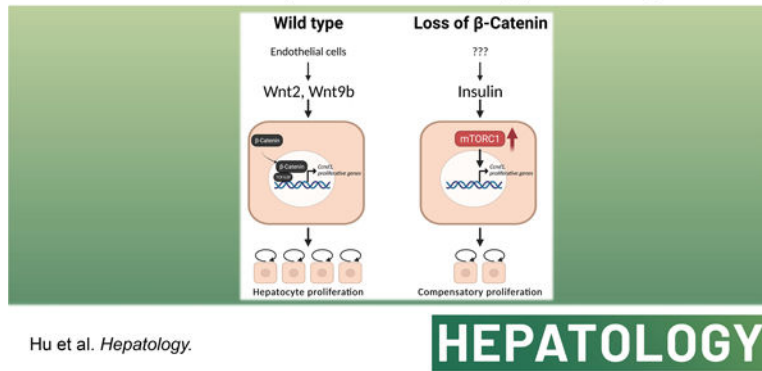 Wild type
Endothelial cells
Wnt2, Wnt9b
β-Catenin
β-Catenin
Ccnd1,
proliferative genes
Hepatocyte proliferation
Loss of β-Catenin
???
Insulin
mTORC1
Ccnd1,
proliferative genes
Compensatory proliferation
Hu et al. Hepatology.
HEPATOLOGY